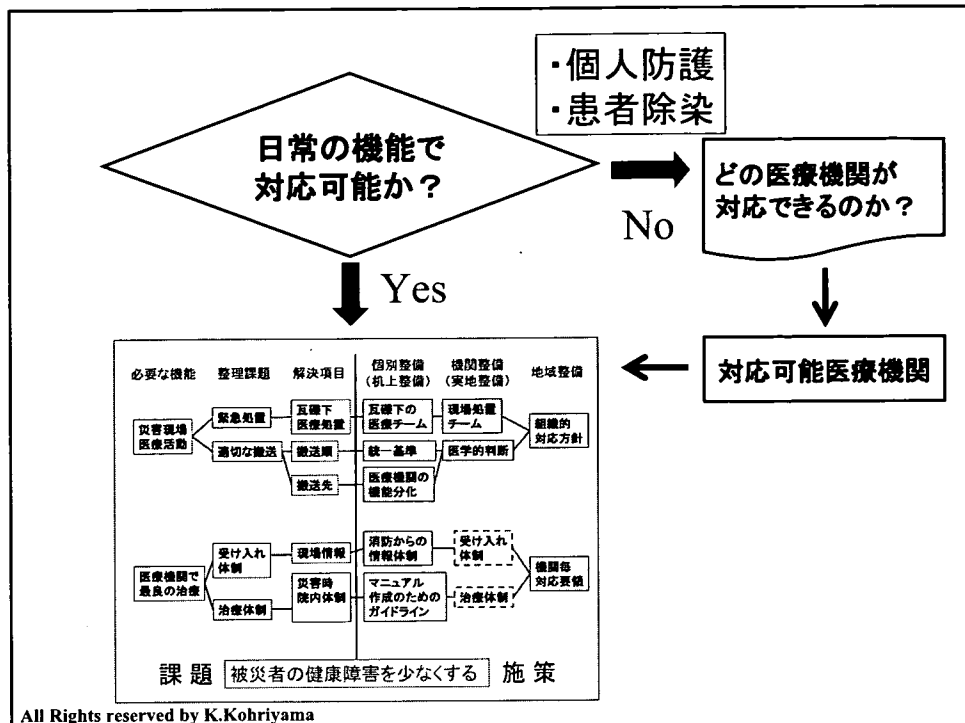 ・個人防護
・患者除染
日常の機能で
対応可能か？
No
どの医療機関が
対応できるのか？
Yes
対応可能医療機関
必要な機能
整理課題
解決項目
個別整備
(机上整備)
機関整備
(実地整備)
地域整備
災害現場
医療活動
緊急処置
瓦礫下
医療処置
瓦礫下の
医療チーム
現場処置
チーム
組織的
対応方針
適切な搬送
搬送順
統一基準
医学的判断
搬送先
医療機関の
機能分化
医療機関で
最良の治療
受け入れ
体制
現場情報
消防からの
情報体制
受け入れ
体制
機関毎
対応要領
治療体制
災害時
院内体制
マニュアル
作成のための
ガイドライン
治療体制
課題
被災者の健康障害を少なくする
施策
All Rights reserved by K.Kohriyama